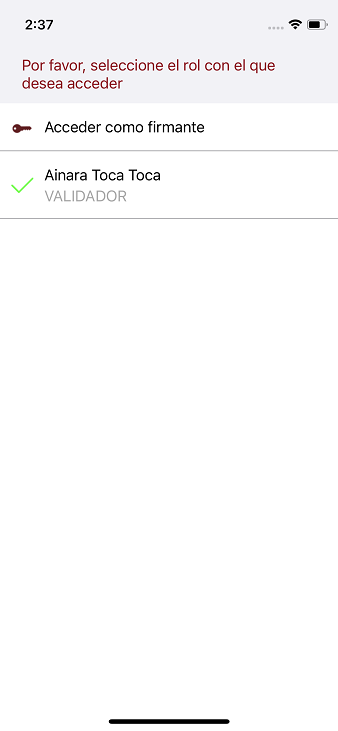 2:37
Por favor, seleccione el rol con el que
desea acceder
Acceder como firmante
Ainara Toca Toca
VALIDADOR